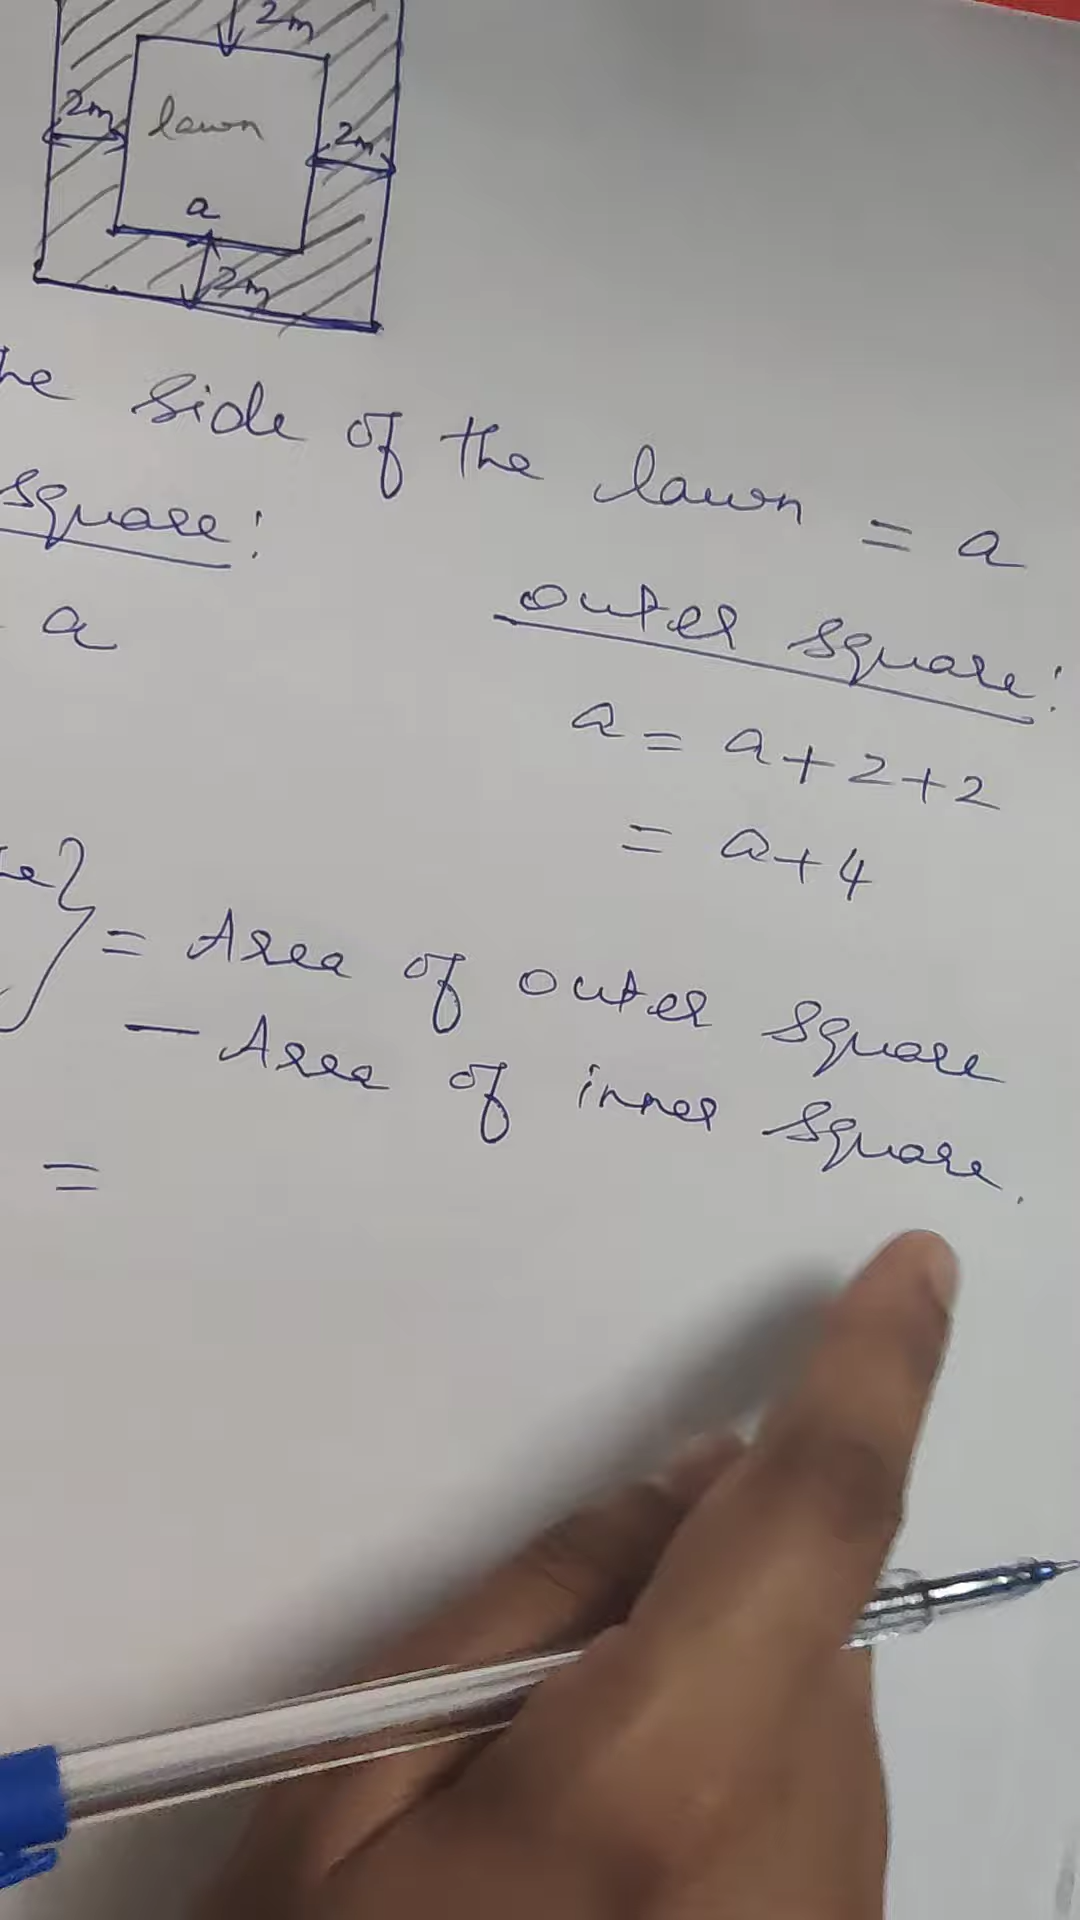 2m
2m lawn 2m
a
2m
he side of the lawn = a
square:
outer square:
a
a = a+2+2
= a+4
} = Area of outer square
— Area of inner square.
=